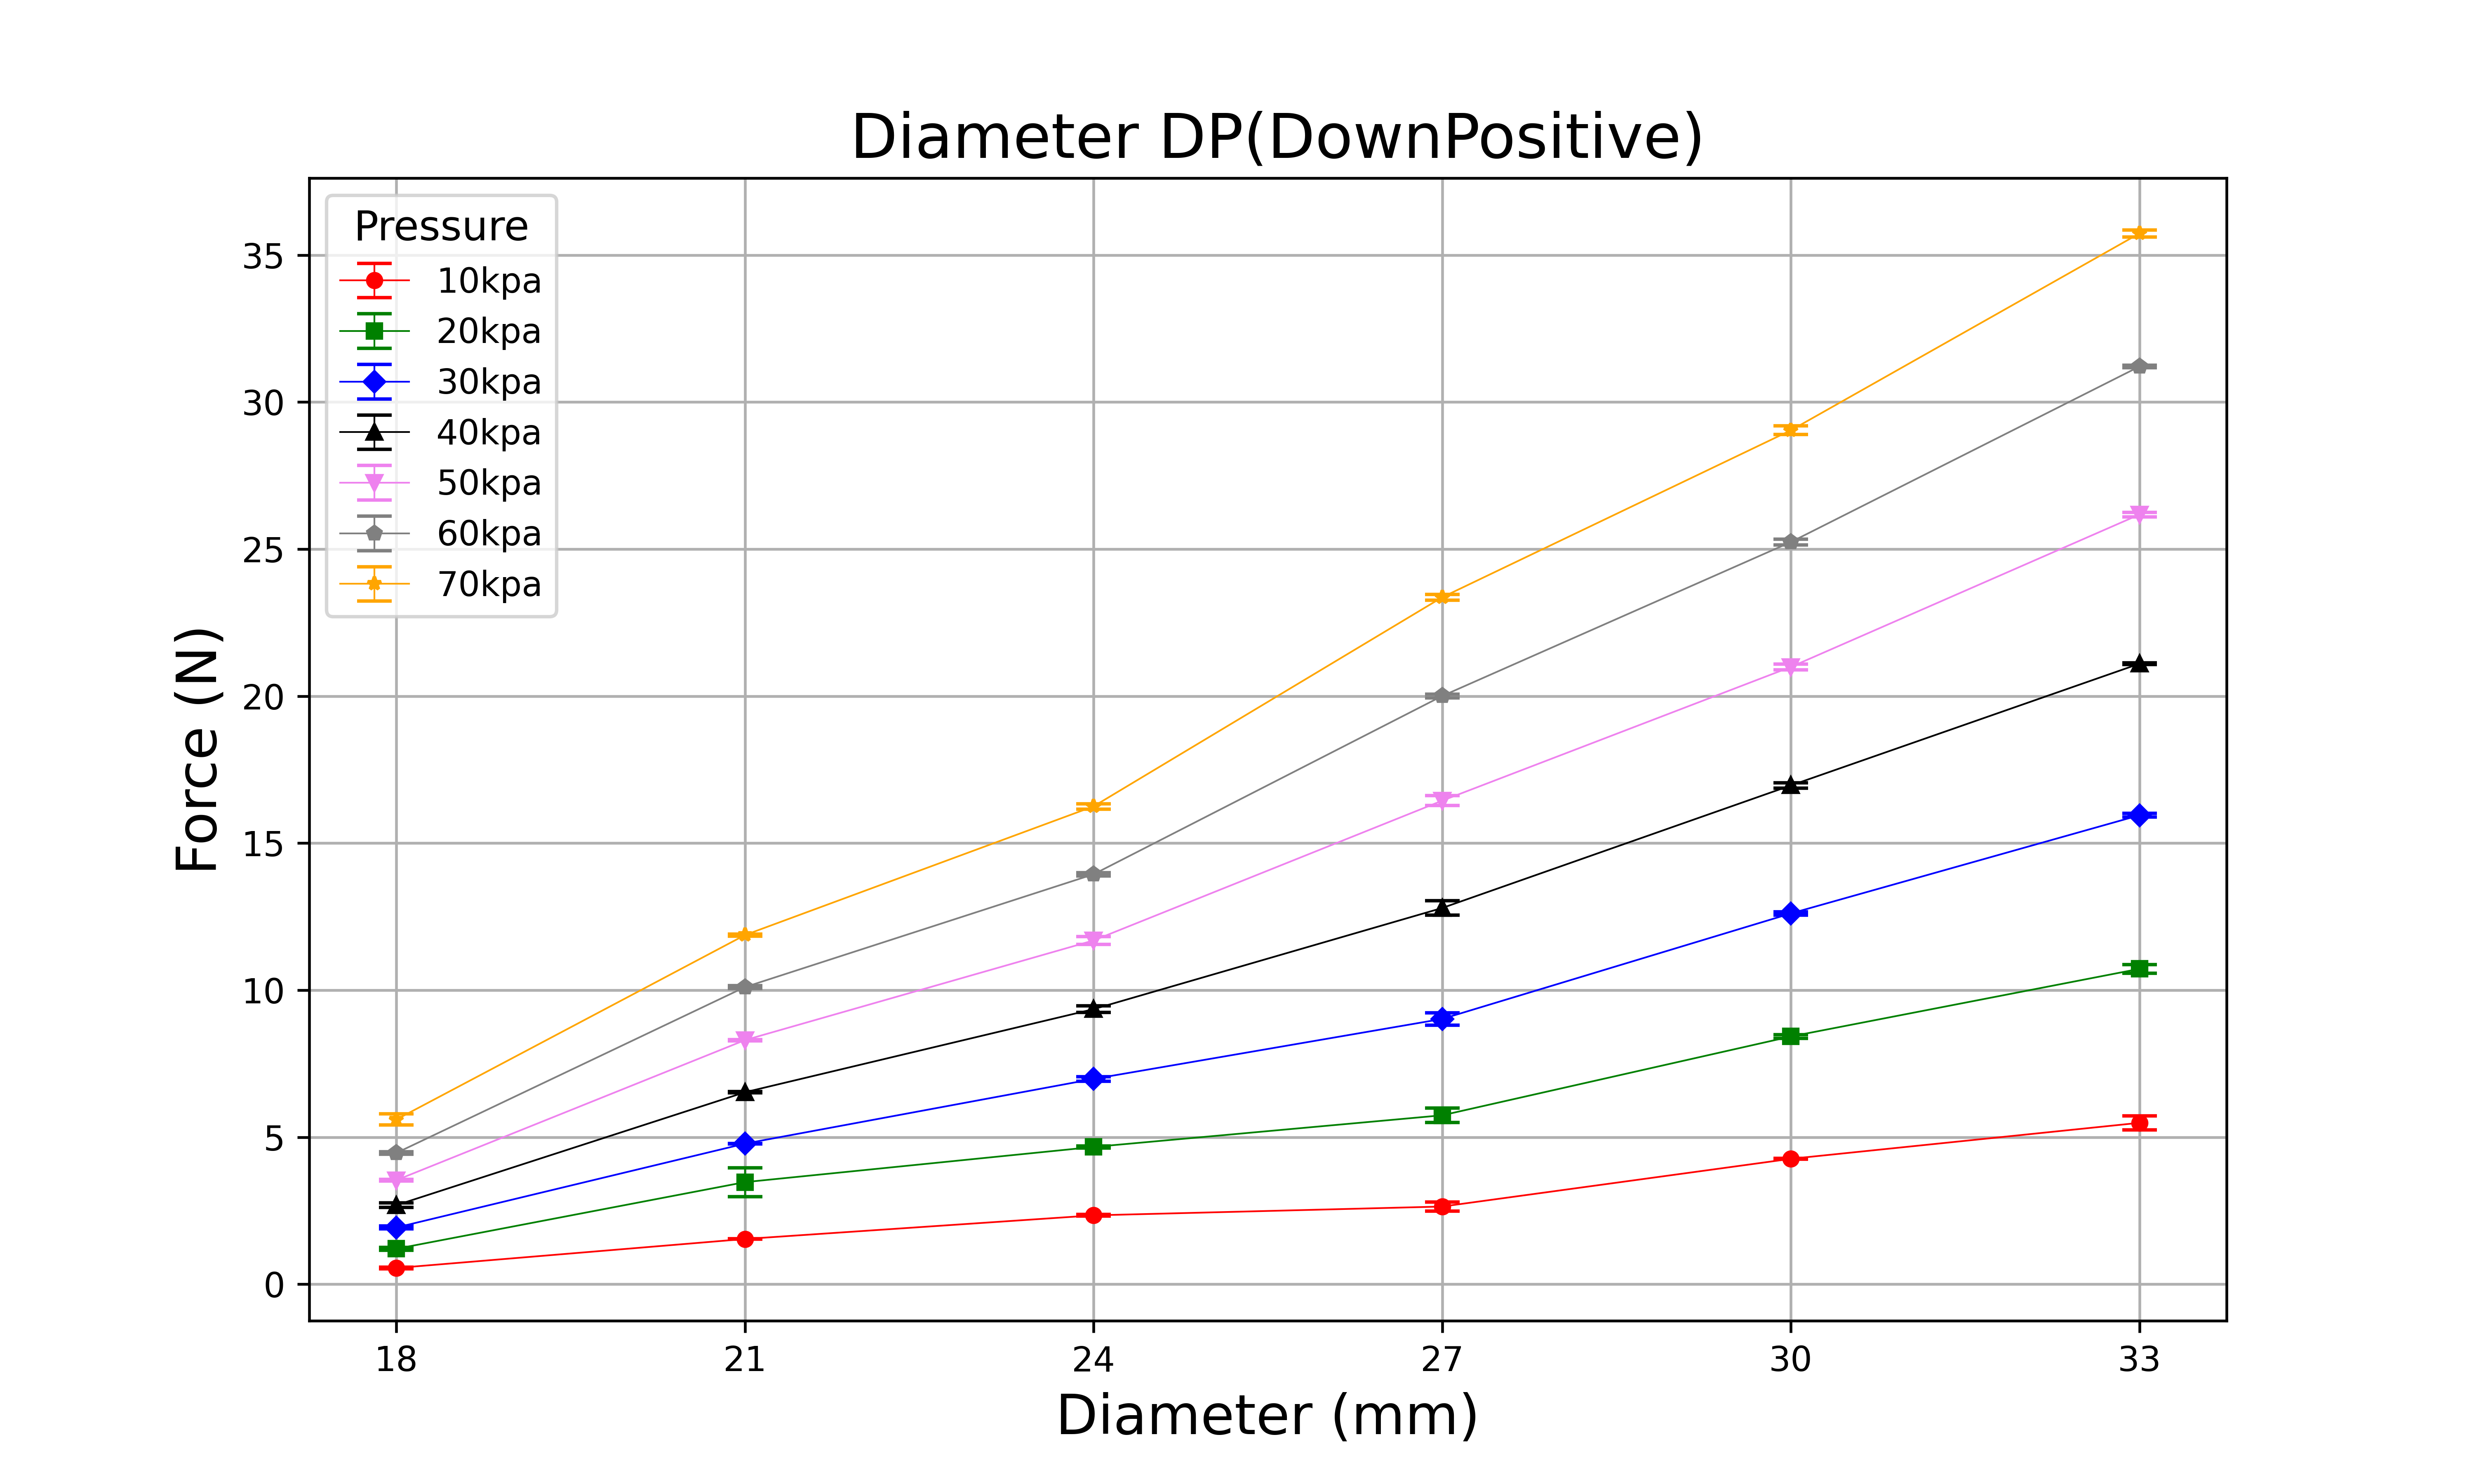 Diameter DP(DownPositive)
Pressure
10kpa
20kpa
30kpa
40kpa
50kpa
60kpa
70kpa
Force (N)
35
30
25
20
15
10
5
0
18 21 24 27 30 33
Diameter (mm)